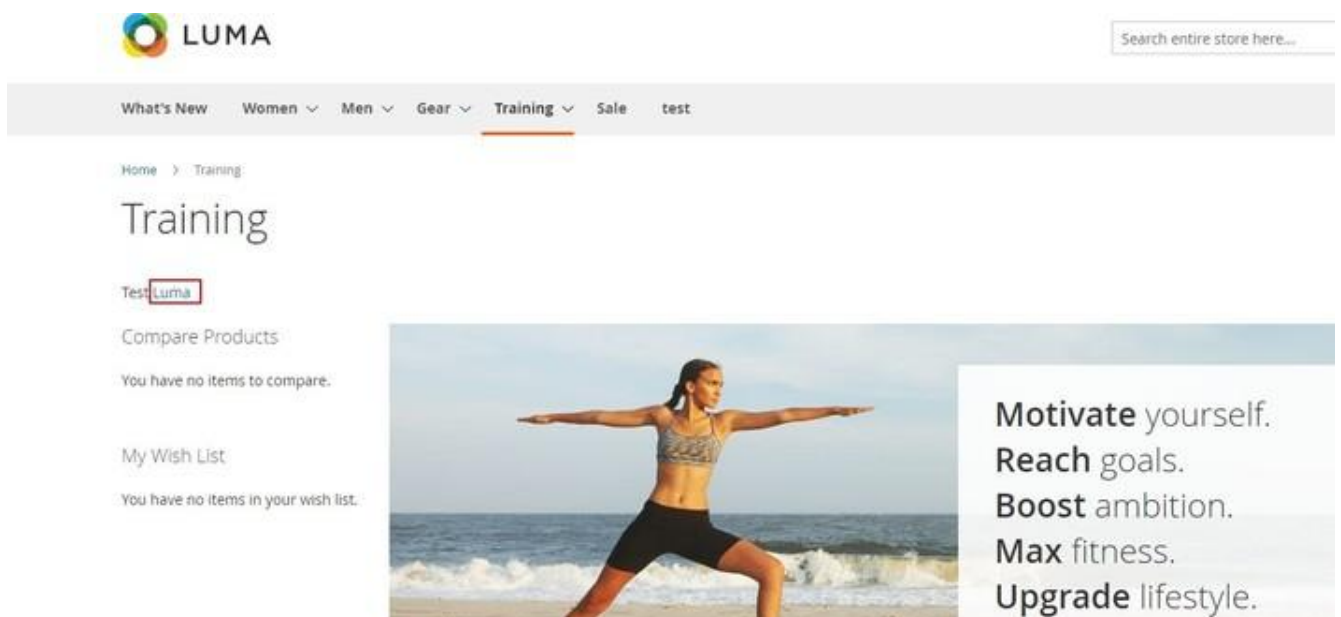 LUMA
Search entire store here...
What's New Women Men Gear Training Sale test
Home > Training
Training
Test Luma
Compare Products
You have no items to compare.
My Wish List
You have no items in your wish list.
Motivate yourself.
Reach goals.
Boost ambition.
Max fitness.
Upgrade lifestyle.